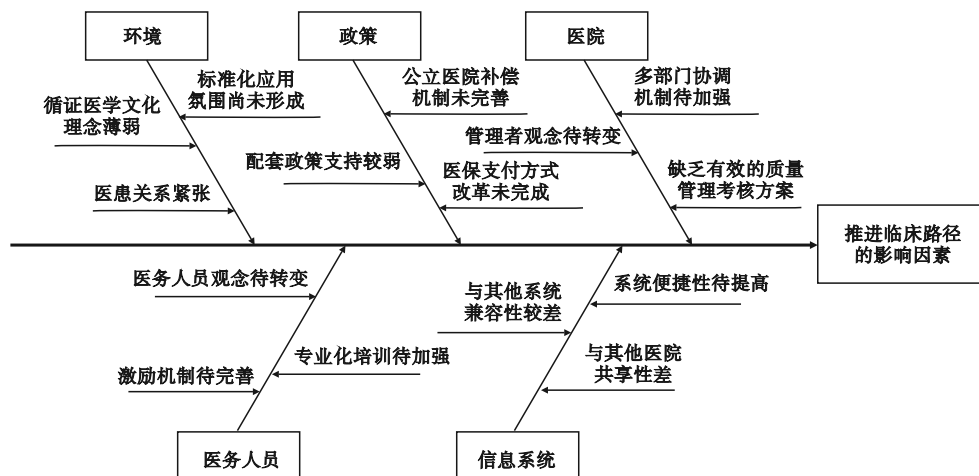 环境
政策
医院
标准化应用
氛围尚未形成
循证医学文化
理念薄弱
医患关系紧张
公立医院补偿
机制未完善
配套政策支持较弱
医保支付方式
改革未完成
多部门协调
机制待加强
管理者观念待转变
缺乏有效的质量
管理考核方案
推进临床路径
的影响因素
医务人员观念待转变
专业化培训待加强
激励机制待完善
医务人员
与其他系统
兼容性较差
系统便捷性待提高
与其他医院
共享性差
信息系统